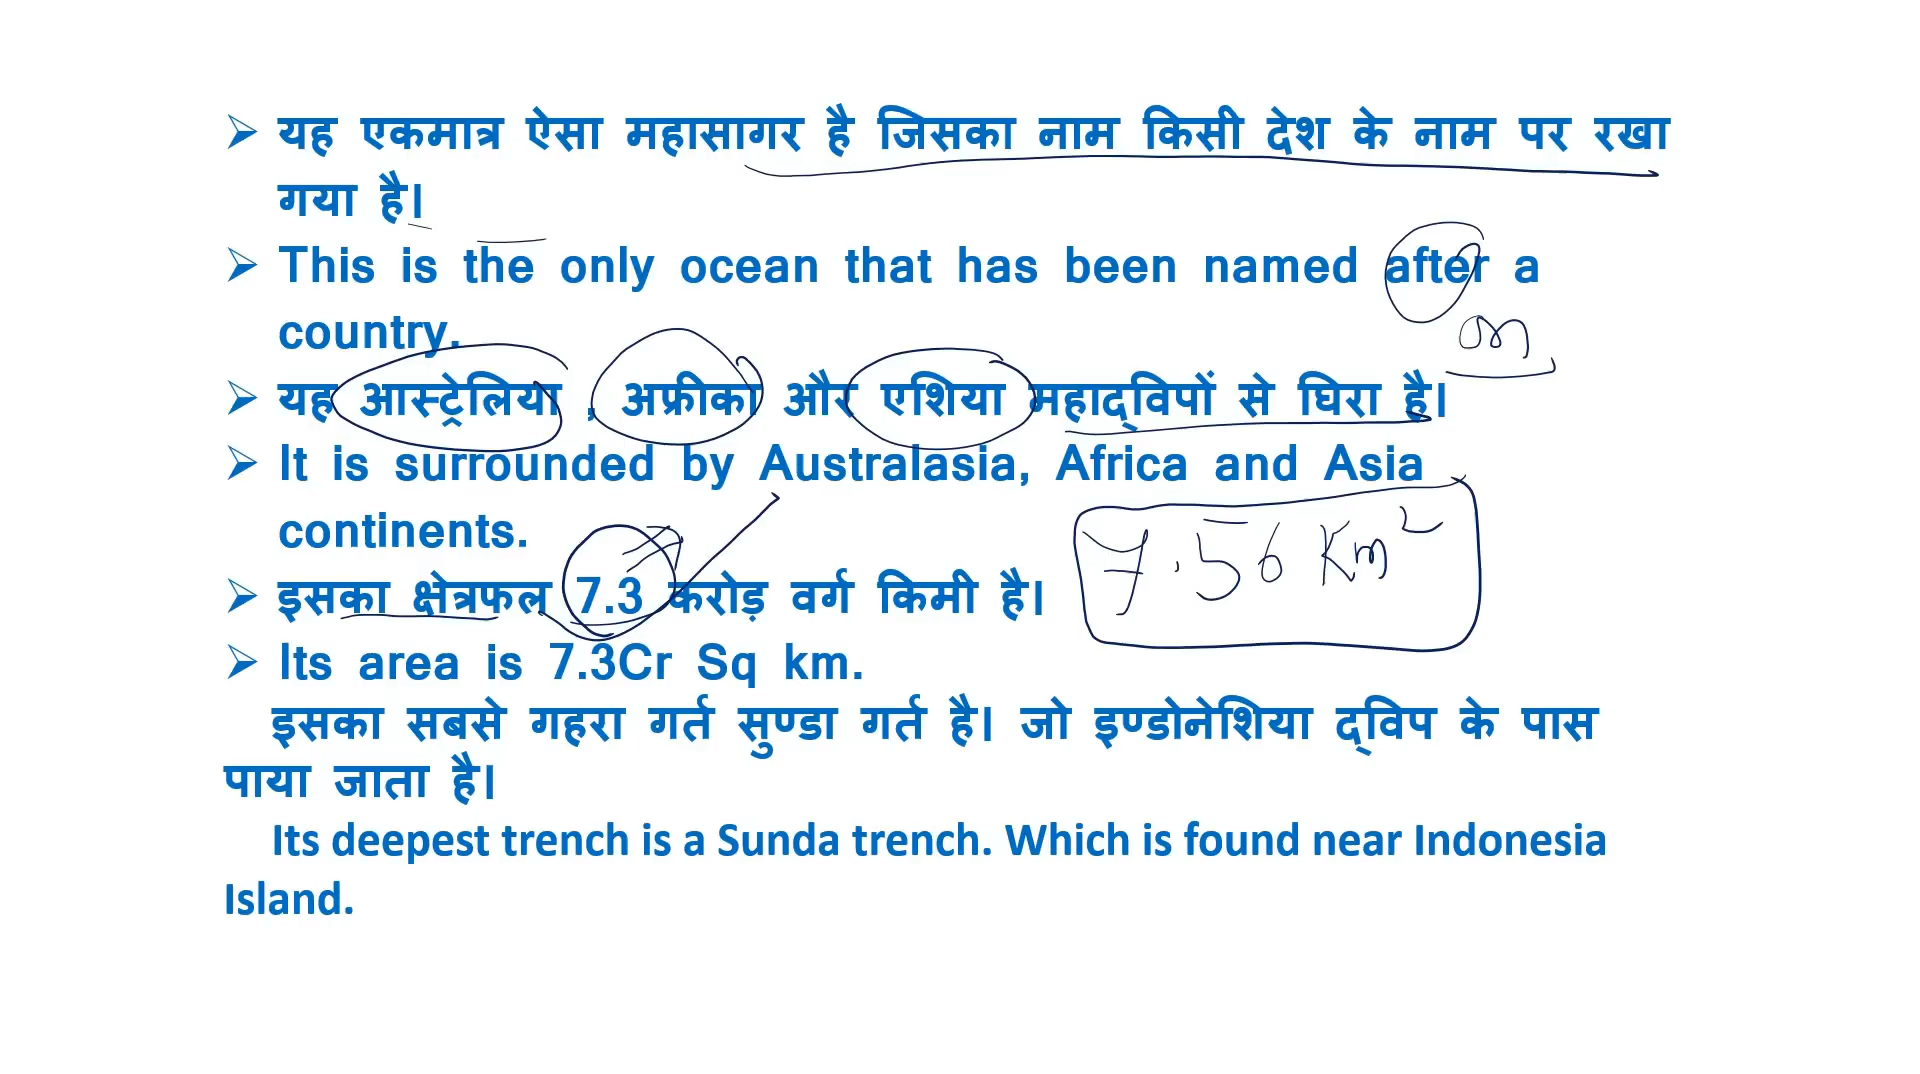 ➢ यह एकमात्र ऐसा महासागर है जिसका नाम किसी देश के नाम पर रखा
गया है।
➢ This is the only ocean that has been named after a
on
country.
➢ यह आस्ट्रेलिया , अफ्रीका और एशिया महाद्विपों से घिरा है।
➢ It is surrounded by Australasia, Africa and Asia
continents.
7.56 Km²
➢ इसका क्षेत्रफल 7.3 करोड़ वर्ग किमी है।
➢ Its area is 7.3Cr Sq km.
इसका सबसे गहरा गर्त सुण्डा गर्त है। जो इण्डोनेशिया द्विप के पास
पाया जाता है।
Its deepest trench is a Sunda trench. Which is found near Indonesia
Island.